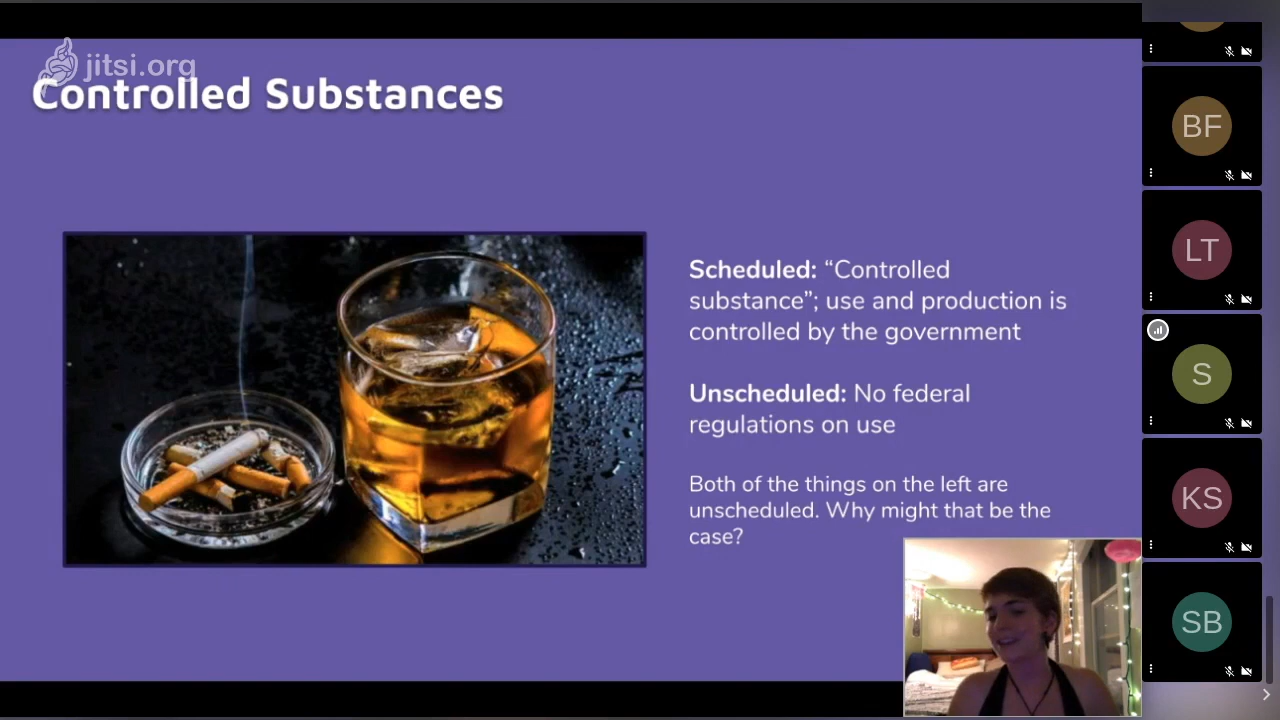 jitsi.org
Controlled Substances
Scheduled: “Controlled
substance”; use and production is
controlled by the government
Unscheduled: No federal
regulations on use
Both of the things on the left are
unscheduled. Why might that be the
case?
BF
LT
S
KS
SB